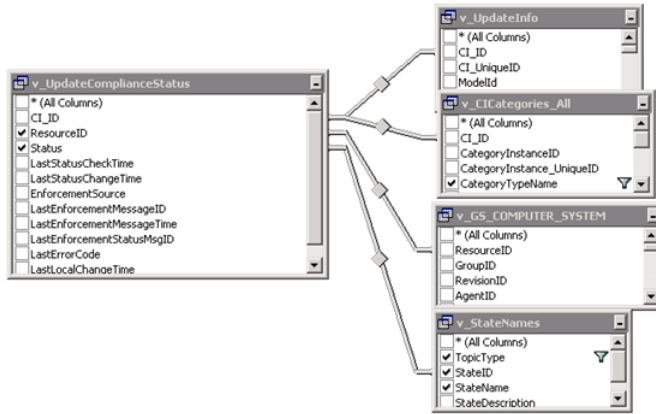 v_UpdateComplianceStatus
* (All Columns)
CI_ID
ResourceID
Status
LastStatusCheckTime
LastStatusChangeTime
EnforcementSource
LastEnforcementMessageID
LastEnforcementMessageTime
LastEnforcementStatusMsgID
LastErrorCode
LastLocalChangeTime
v_UpdateInfo
* (All Columns)
CI_ID
CI_UniqueID
ModelId
v_CICategories_All
* (All Columns)
CI_ID
CategoryInstanceID
CategoryInstance_UniqueID
CategoryTypeName
v_GS_COMPUTER_SYSTEM
* (All Columns)
ResourceID
GroupID
RevisionID
AgentID
v_StateNames
* (All Columns)
TopicType
StateID
StateName
StateDescription